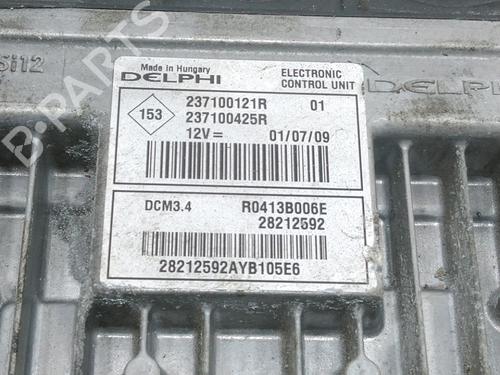 5i12
Made in Hungary
DELPHI
ELECTRONIC
CONTROL UNIT
DELPHI
153
237100121R 01
237100425R
12V= 01/07/09
DCM3.4 R0413B006E
28212592
28212592AYB105E6
B-PARTS